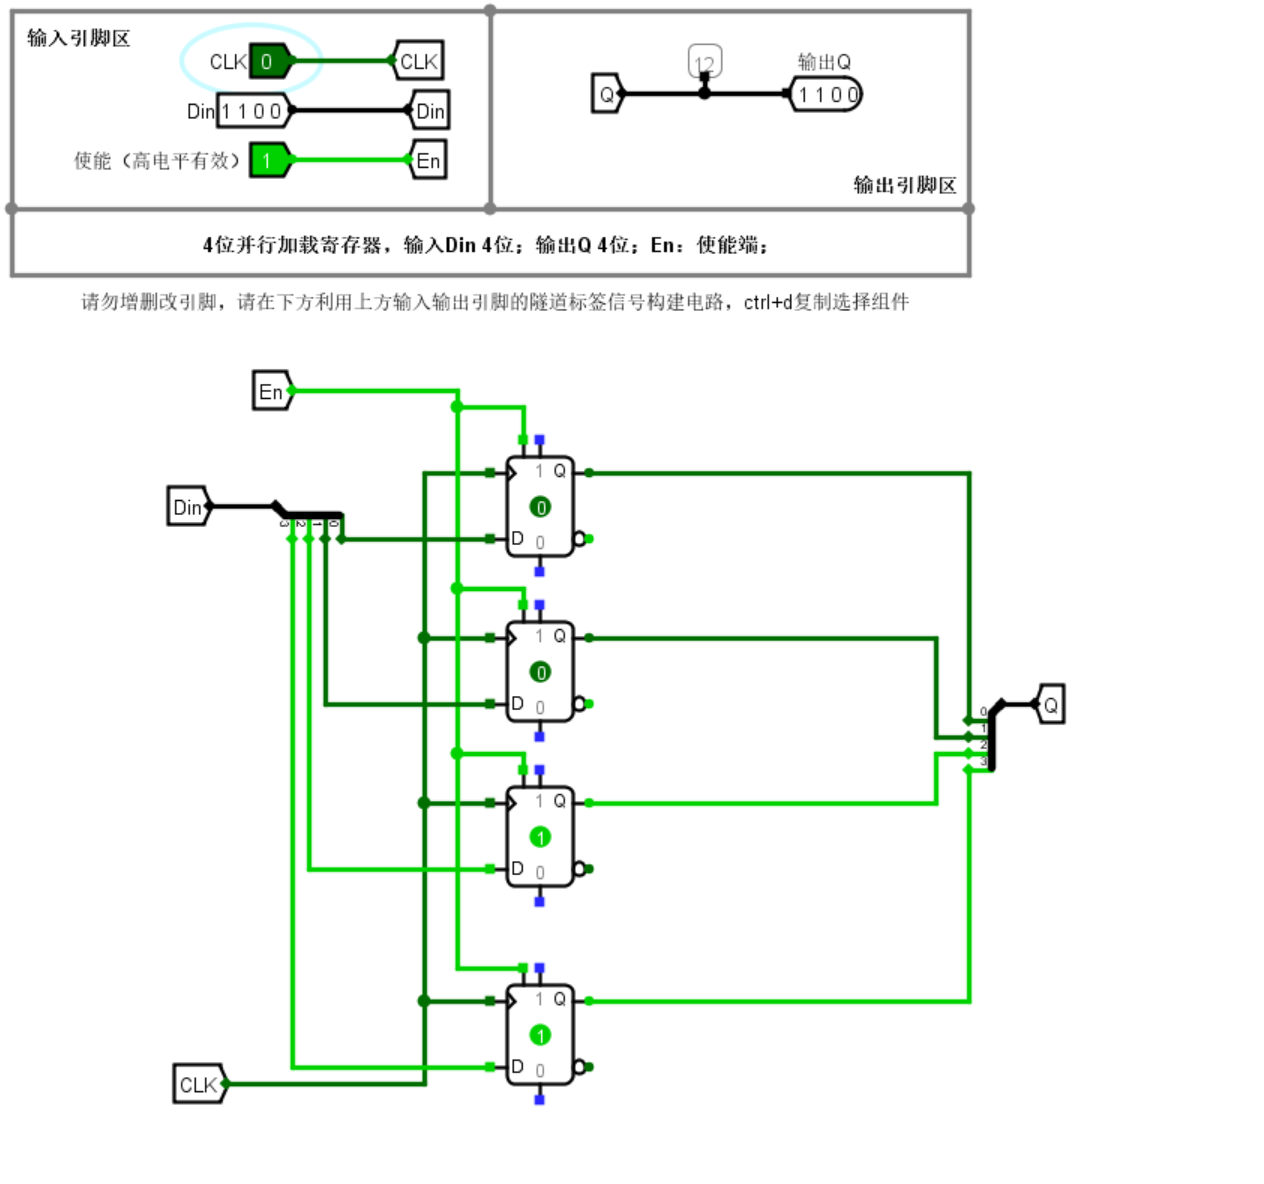 输入引脚区
CLK 0 CLK
Din 1 1 0 0 Din
使能（高电平有效） 1 En
12
输出Q
Q 1 1 0 0
输出引脚区
4位并行加载寄存器，输入Din 4位；输出Q 4位；En：使能端；
请勿增删改引脚，请在下方利用上方输入输出引脚的隧道标签信号构建电路，ctrl+d复制选择组件
En
1 Q
Din
3 2 1 0
0
D 0
1 Q
0
D 0
Q
0
1
2
3
1 Q
1
D 0
1 Q
1
D 0
CLK